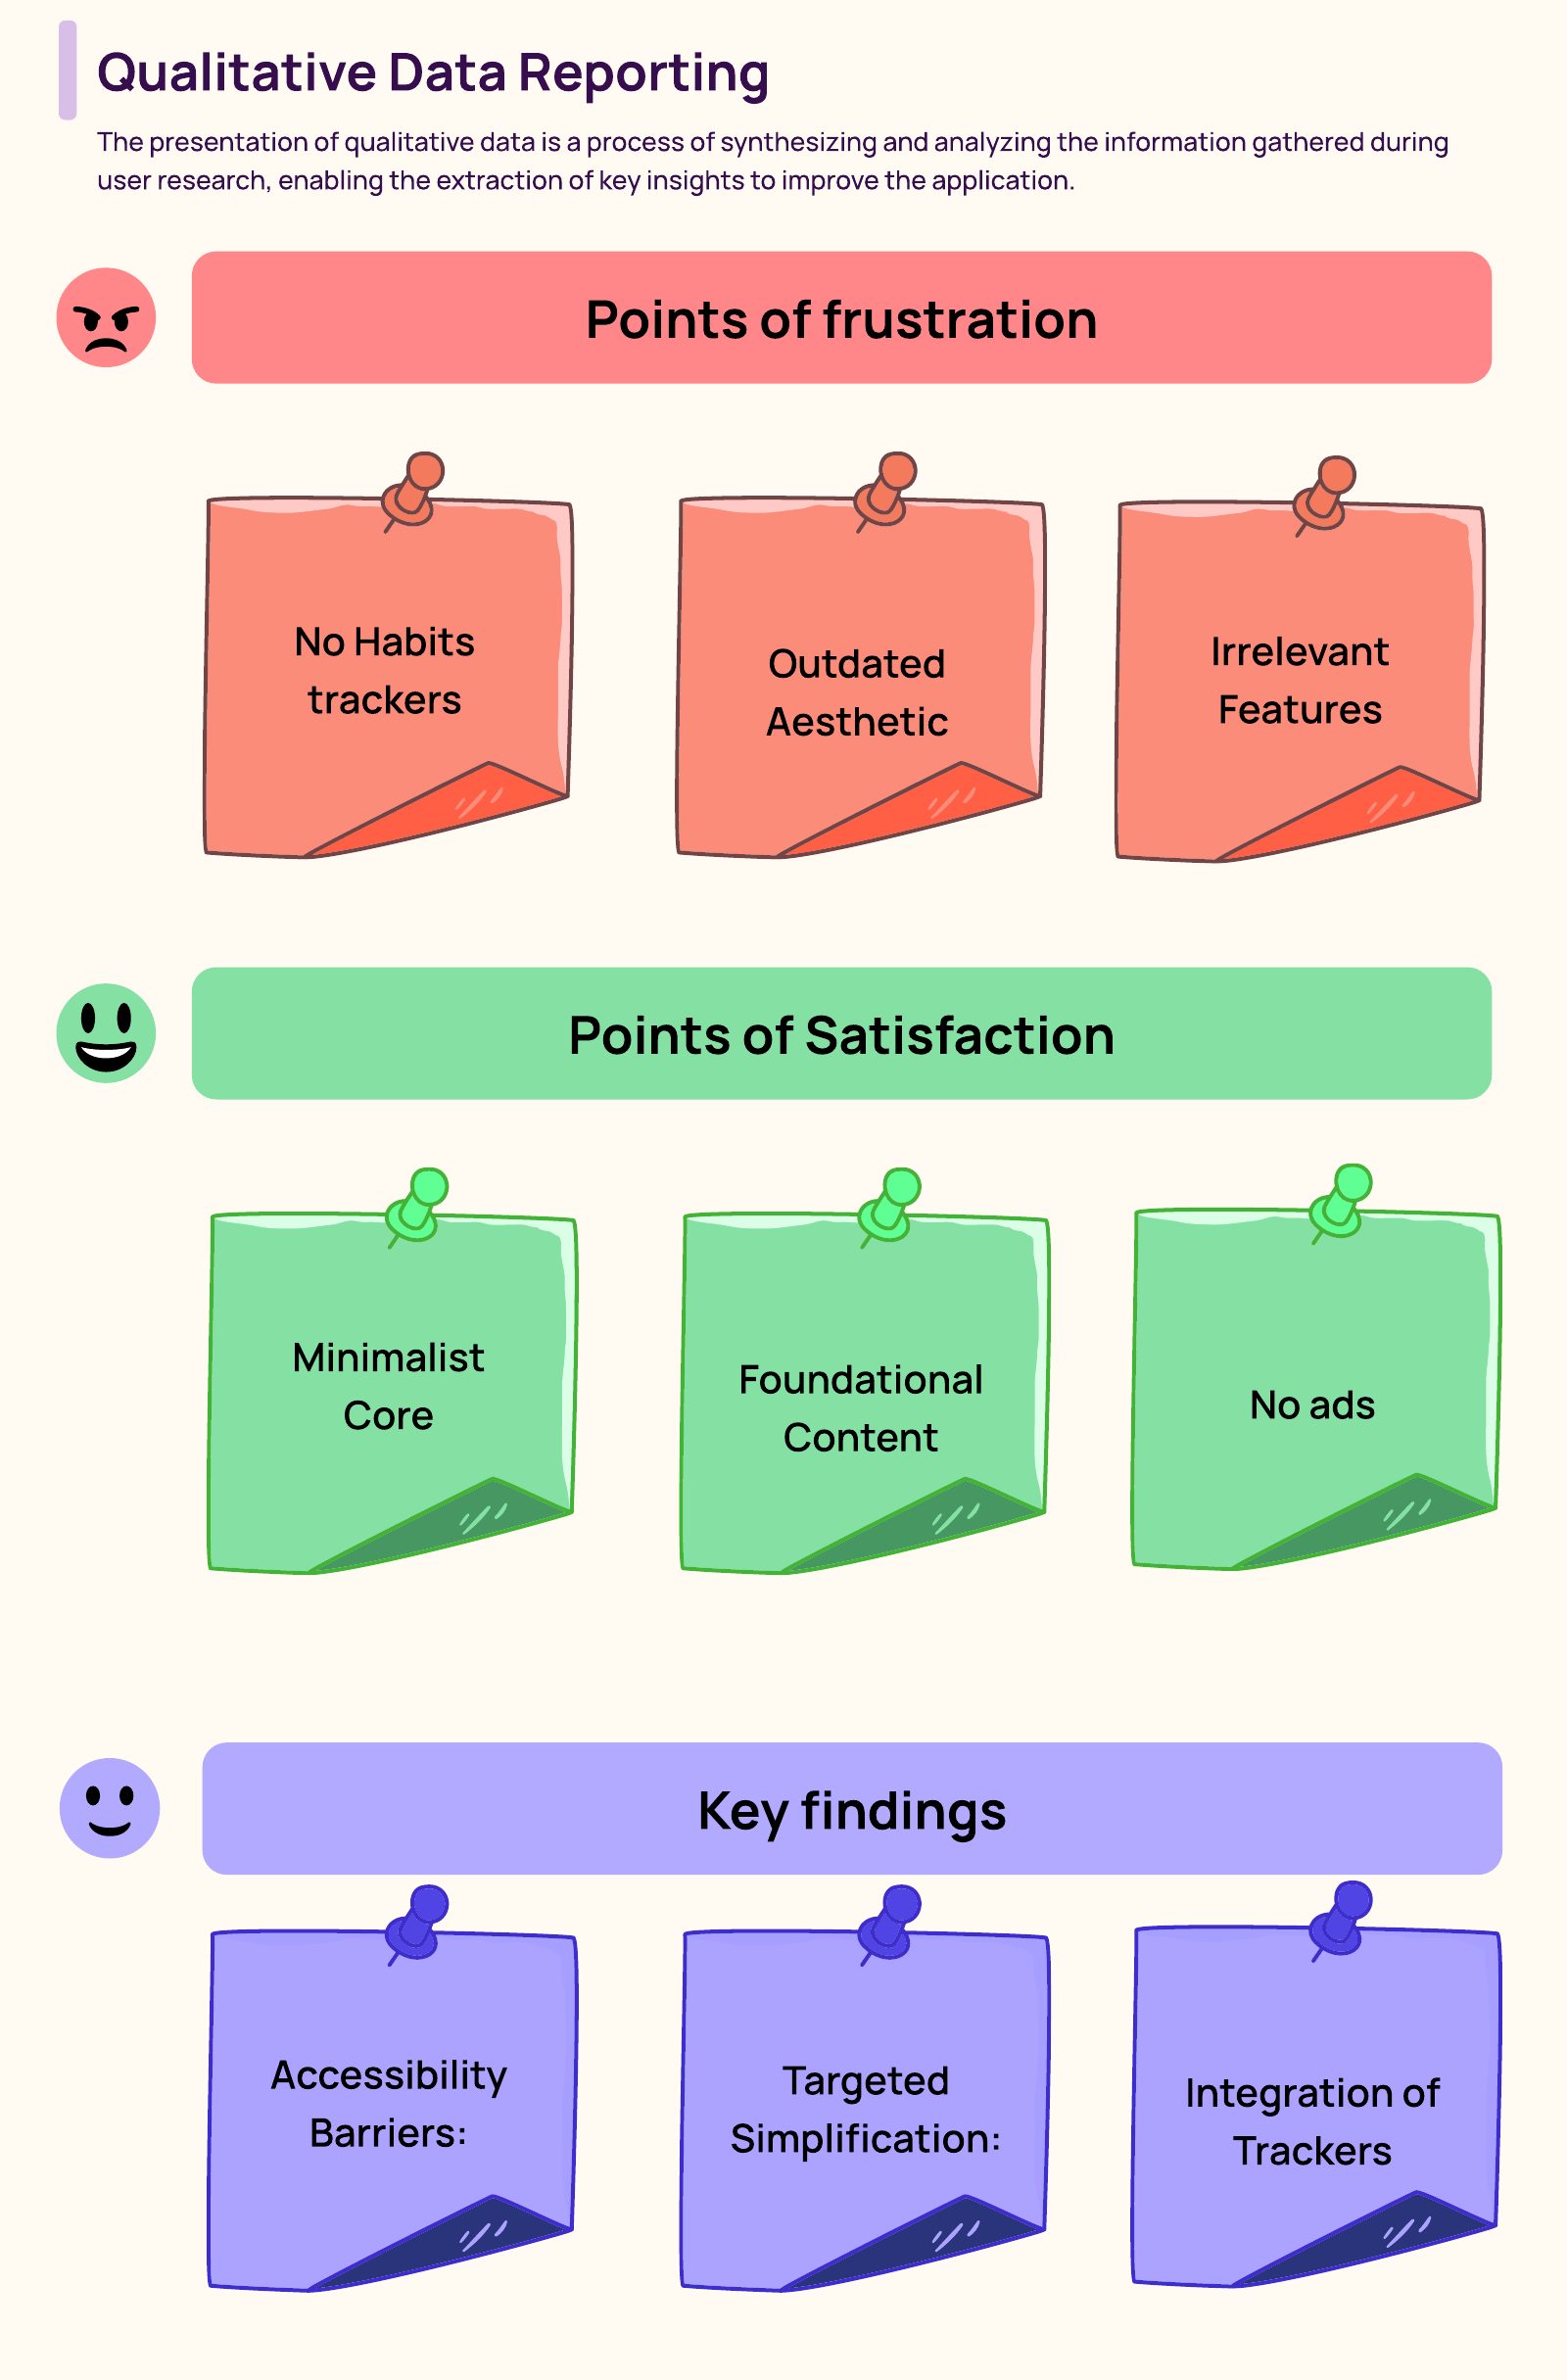 Qualitative Data Reporting
The presentation of qualitative data is a process of synthesizing and analyzing the information gathered during
user research, enabling the extraction of key insights to improve the application.
Points of frustration
No Habits
trackers
Outdated
Aesthetic
Irrelevant
Features
Points of Satisfaction
Minimalist
Core
Foundational
Content
No ads
Key findings
Accessibility
Barriers:
Targeted
Simplification:
Integration of
Trackers